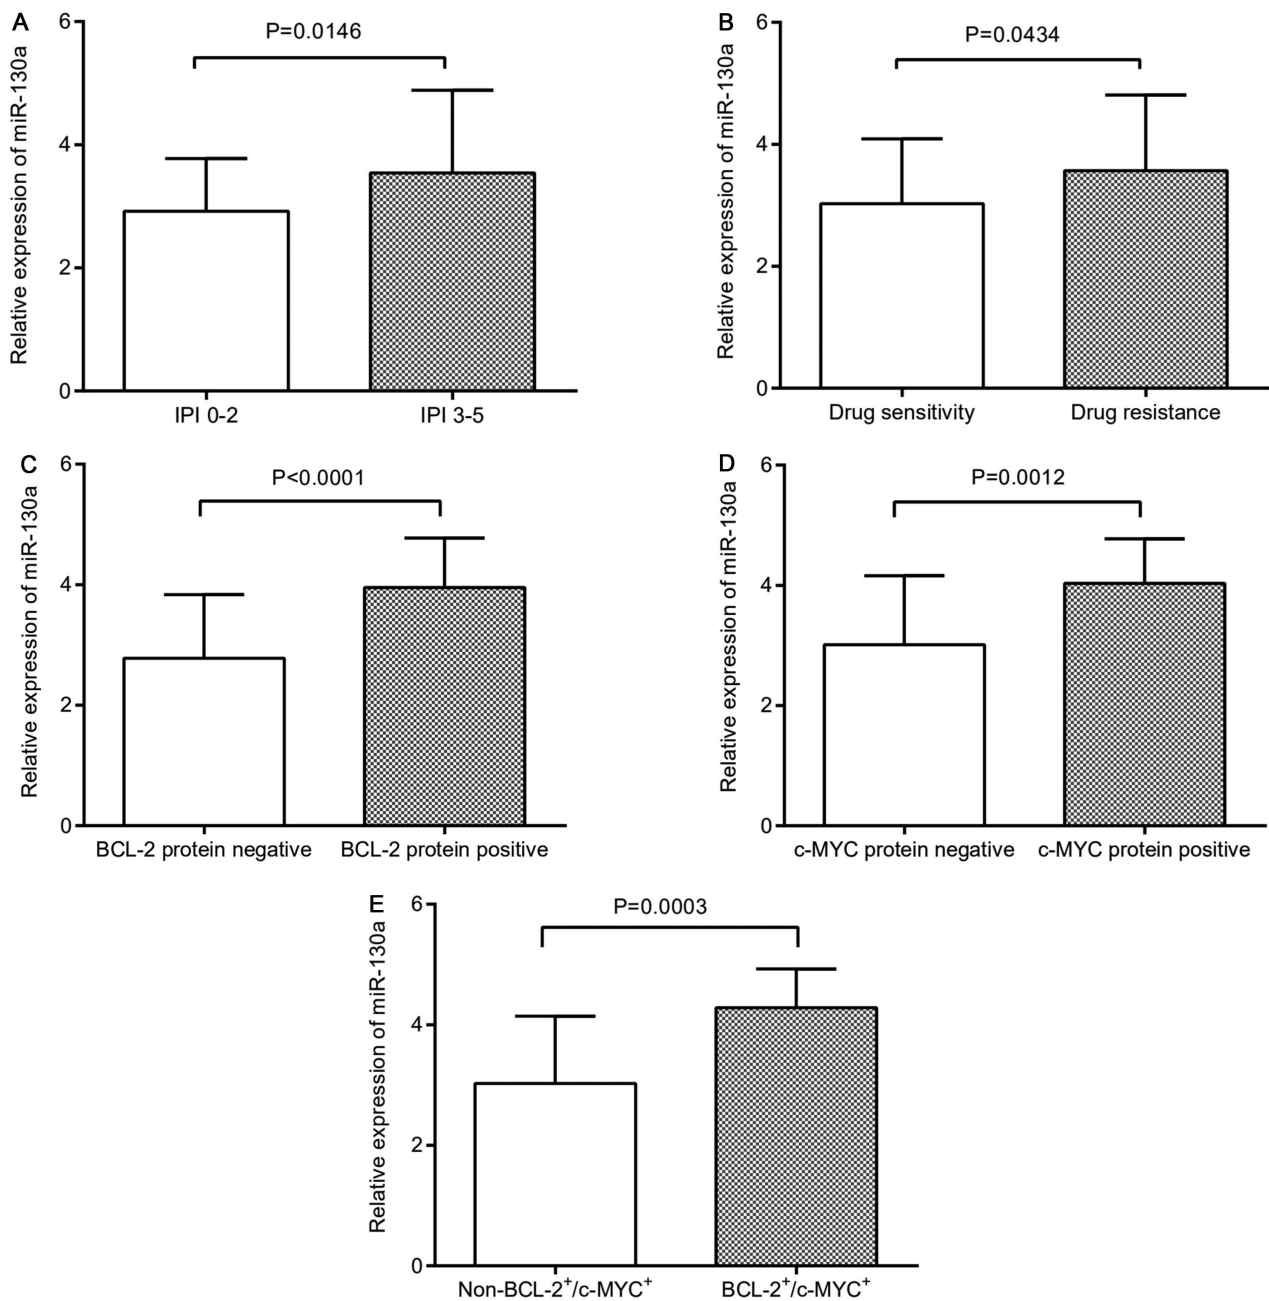 A
Relative expression of miR-130a
6
4
2
0
P=0.0146
IPI 0-2
IPI 3-5
B
Relative expression of miR-130a
6
4
2
0
P=0.0434
Drug sensitivity
Drug resistance
C
Relative expression of miR-130a
6
4
2
0
P<0.0001
BCL-2 protein negative
BCL-2 protein positive
D
Relative expression of miR-130a
6
4
2
0
P=0.0012
c-MYC protein negative
c-MYC protein positive
E
Relative expression of miR-130a
6
4
2
0
P=0.0003
Non-BCL-2⁺/c-MYC⁺
BCL-2⁺/c-MYC⁺